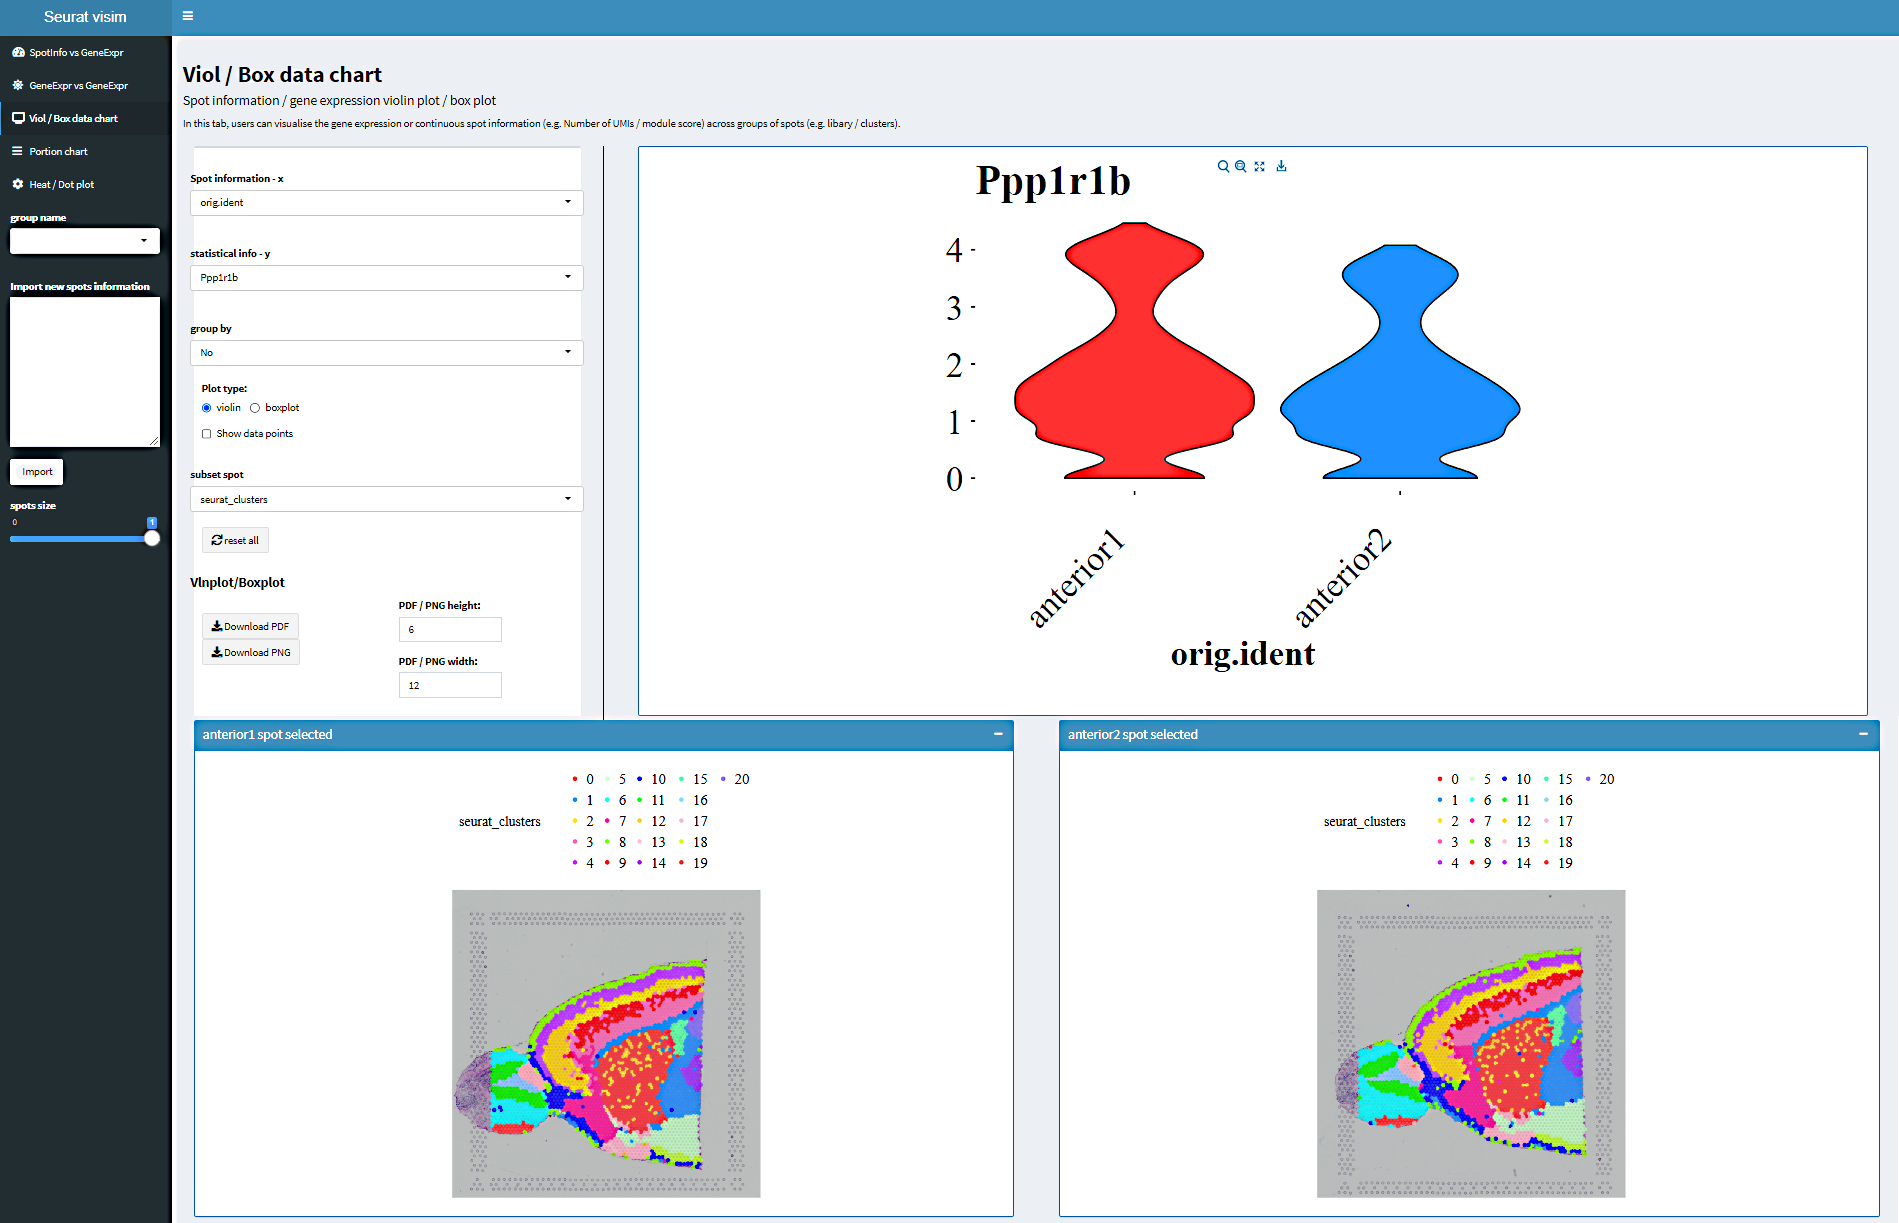 Seurat visim
SpotInfo vs GeneExpr
GeneExpr vs GeneExpr
Viol / Box data chart
Portion chart
Heat / Dot plot
group name
Import new spots information
Import
spots size
0
1
Viol / Box data chart
Spot information / gene expression violin plot / box plot
In this tab, users can visualise the gene expression or continuous spot information (e.g. Number of UMIs / module score) across groups of spots (e.g. libary / clusters).
Spot information - x
orig.ident
statistical info - y
Ppp1r1b
group by
No
Plot type:
violin boxplot
Show data points
subset spot
seurat_clusters
reset all
Vlnplot/Boxplot
Download PDF
Download PNG
PDF / PNG height:
6
PDF / PNG width:
12
Ppp1r1b
4
3
2
1
0
anterior1
anterior2
orig.ident
anterior1 spot selected
seurat_clusters
0 5 10 15 20
1 6 11 16
2 7 12 17
3 8 13 18
4 9 14 19
anterior2 spot selected
seurat_clusters
0 5 10 15 20
1 6 11 16
2 7 12 17
3 8 13 18
4 9 14 19